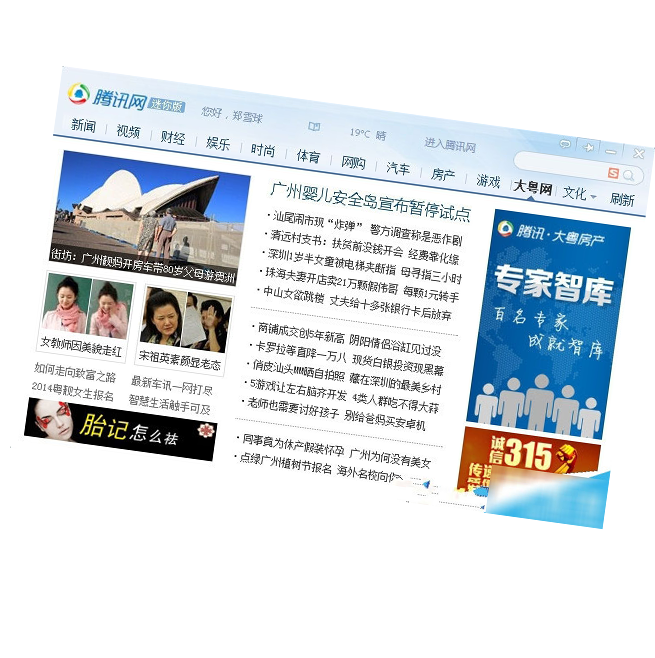 腾讯网 迷你版
您好，郑雪球
19℃ 晴
进入腾讯网
新闻 视频 财经 娱乐 时尚 体育 网购 汽车 房产 游戏 大粤网 文化 刷新
街坊：广州靓妈开房车带80岁父母游澳洲
女教师因美貌走红
宋祖英素颜显老态
如何走向致富之路
最新车讯一网打尽
2014粤靓女生报名
智慧生活触手可及
胎记怎么祛
广州婴儿安全岛宣布暂停试点
·汕尾闹市现“炸弹” 警方调查称是恶作剧
·清远村支书：扶贫前没钱开会 经费靠化缘
·深圳1岁半女童被电梯夹断指 母寻指三小时
·珠海夫妻开店卖21万颗假伟哥 每颗1元转手
·中山女欲跳楼 丈夫给十多张银行卡后放弃
·商铺成交创5年新高 阴阳情侣浴缸见过没
·卡罗拉等直降一万八 现货白银投资现黑幕
·俏皮汕头
晒自拍照 藏在深圳的最美乡村
·5游戏让左右脑齐开发 4类人群吃不得大蒜
·老师也需要讨好孩子 别给爸妈买安卓机
·同事竟为休产假装怀孕 广州为何没有美女
·点绿广州植树节报名 海外名校向你
腾讯·大粤房产
专家智库
百名专家
成就智库
诚信315